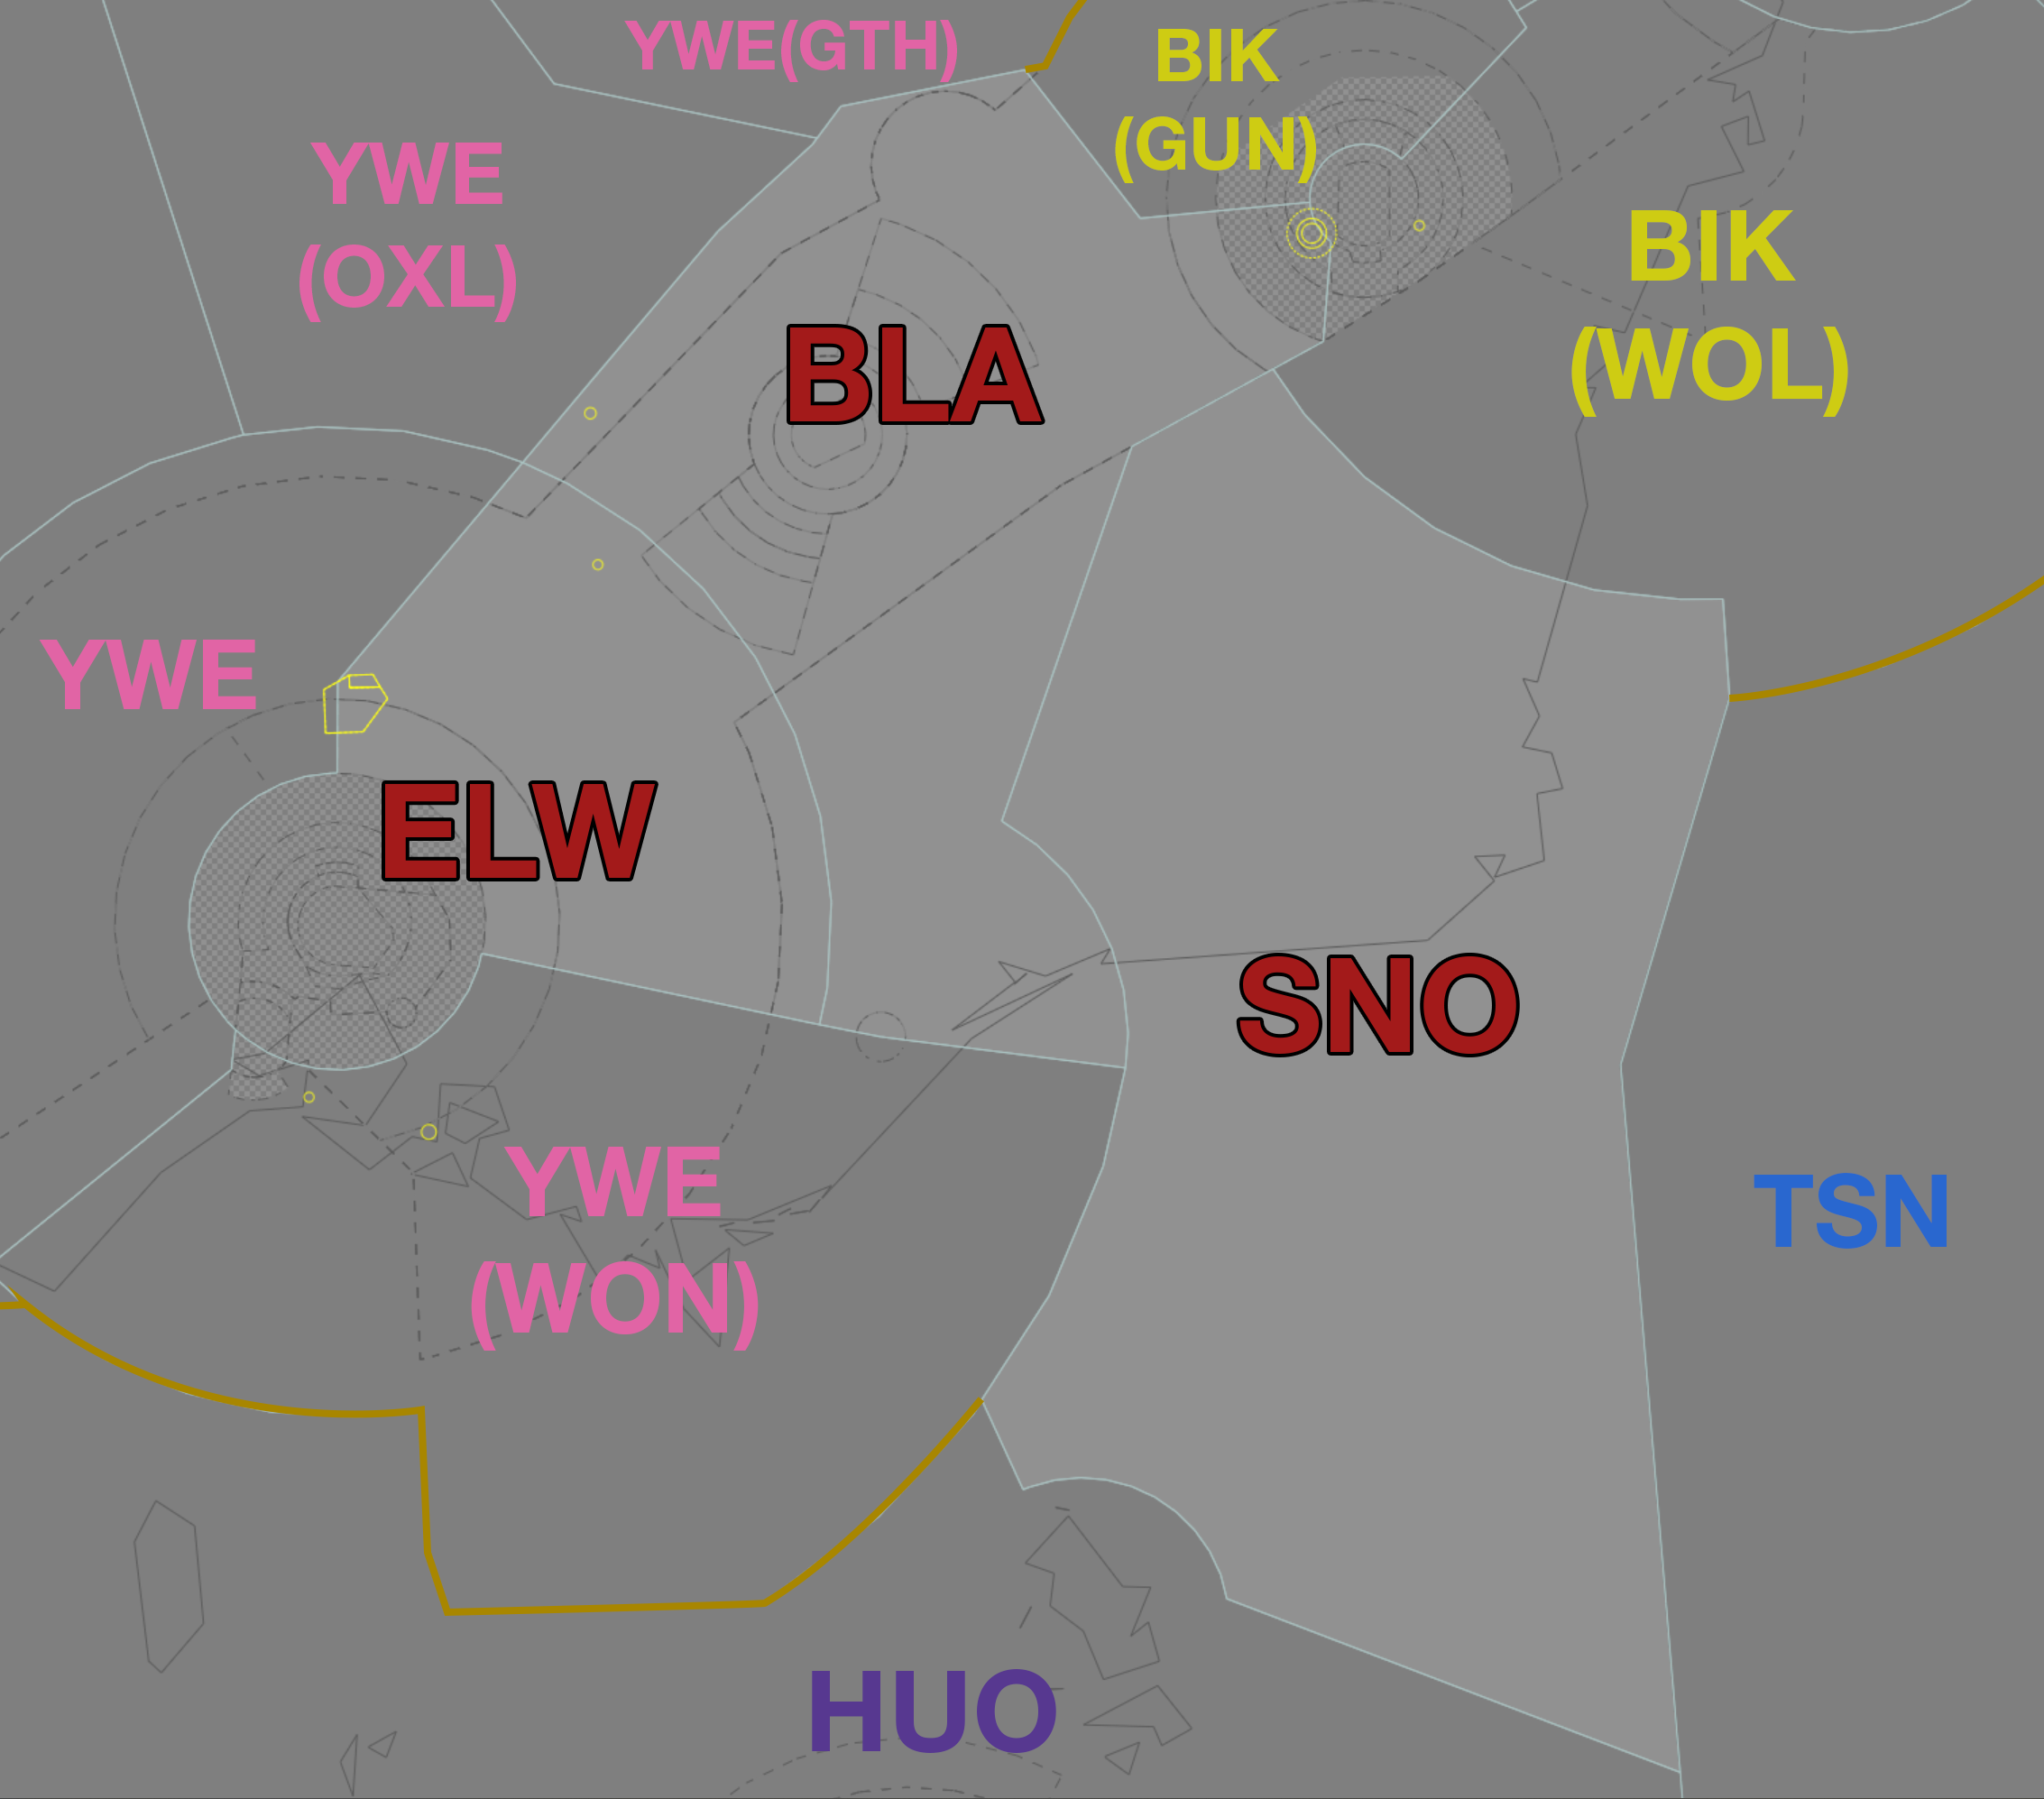 YWE(GTH)
BIK
(GUN)
YWE
(OXL)
BIK
(WOL)
BLA
YWE
ELW
SNO
YWE
(WON)
TSN
HUO